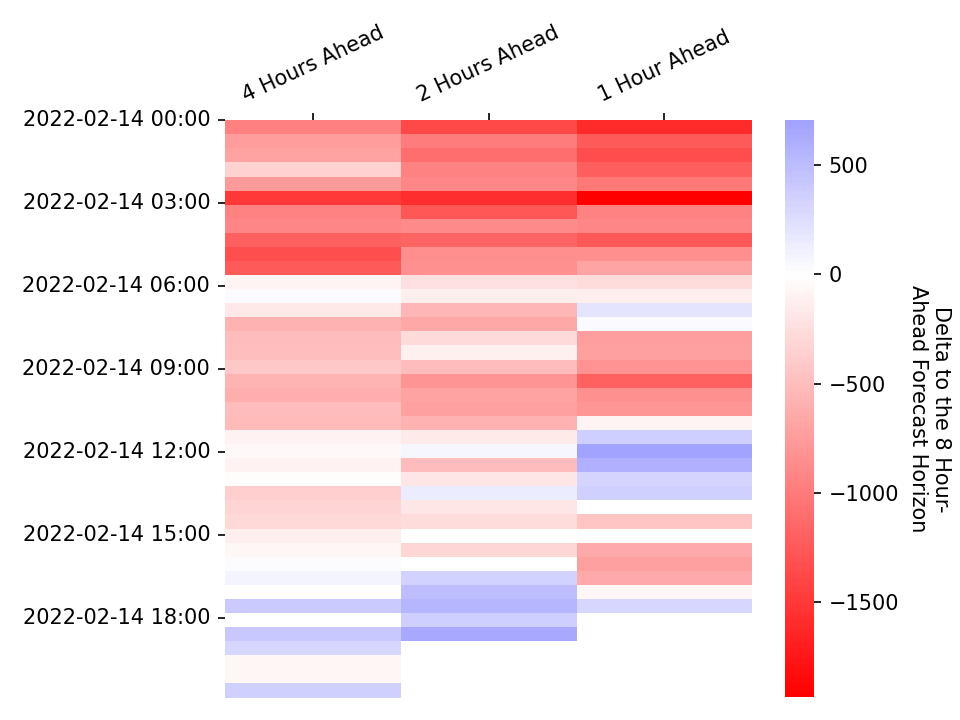 4 Hours Ahead
2 Hours Ahead
1 Hour Ahead
2022-02-14 00:00
2022-02-14 03:00
2022-02-14 06:00
2022-02-14 09:00
2022-02-14 12:00
2022-02-14 15:00
2022-02-14 18:00
500
0
−500
−1000
−1500
Delta to the 8 Hour-
Ahead Forecast Horizon